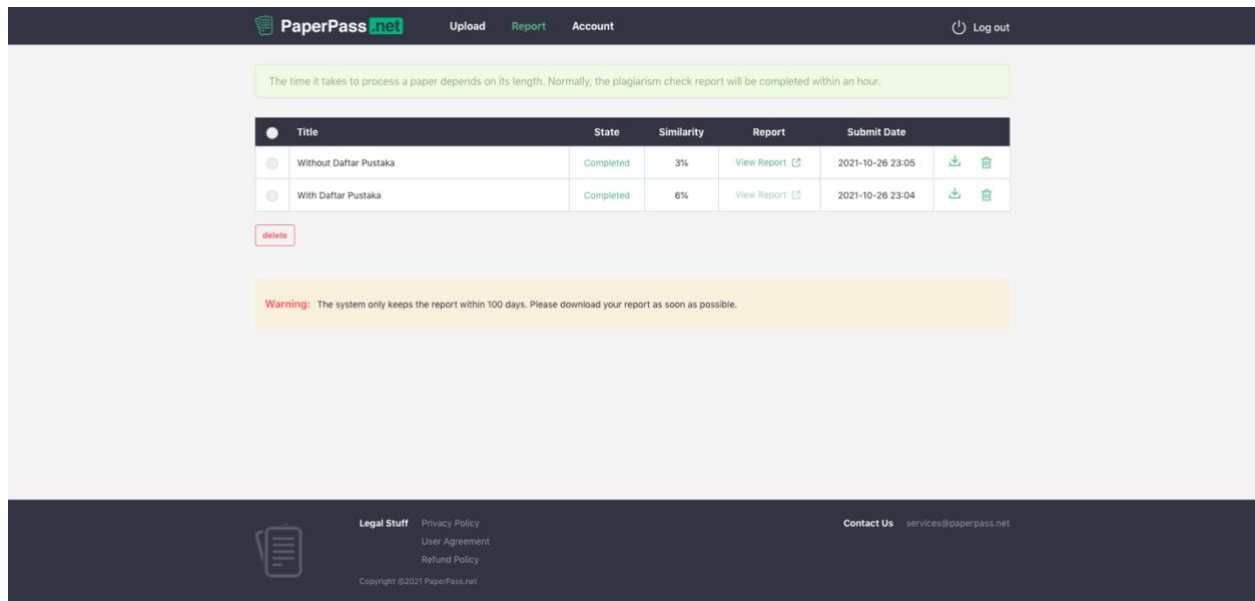 PaperPass.net Upload Report Account Log out
The time it takes to process a paper depends on its length. Normally, the plagiarism check report will be completed within an hour.
Title State Similarity Report Submit Date
Without Daftar Pustaka Completed 3% View Report 2021-10-26 23:05
With Daftar Pustaka Completed 6% View Report 2021-10-26 23:04
delete
Warning: The system only keeps the report within 100 days. Please download your report as soon as possible.
Legal Stuff Privacy Policy Contact Us services@paperpass.net
User Agreement
Refund Policy
Copyright ©2021 PaperPass.net